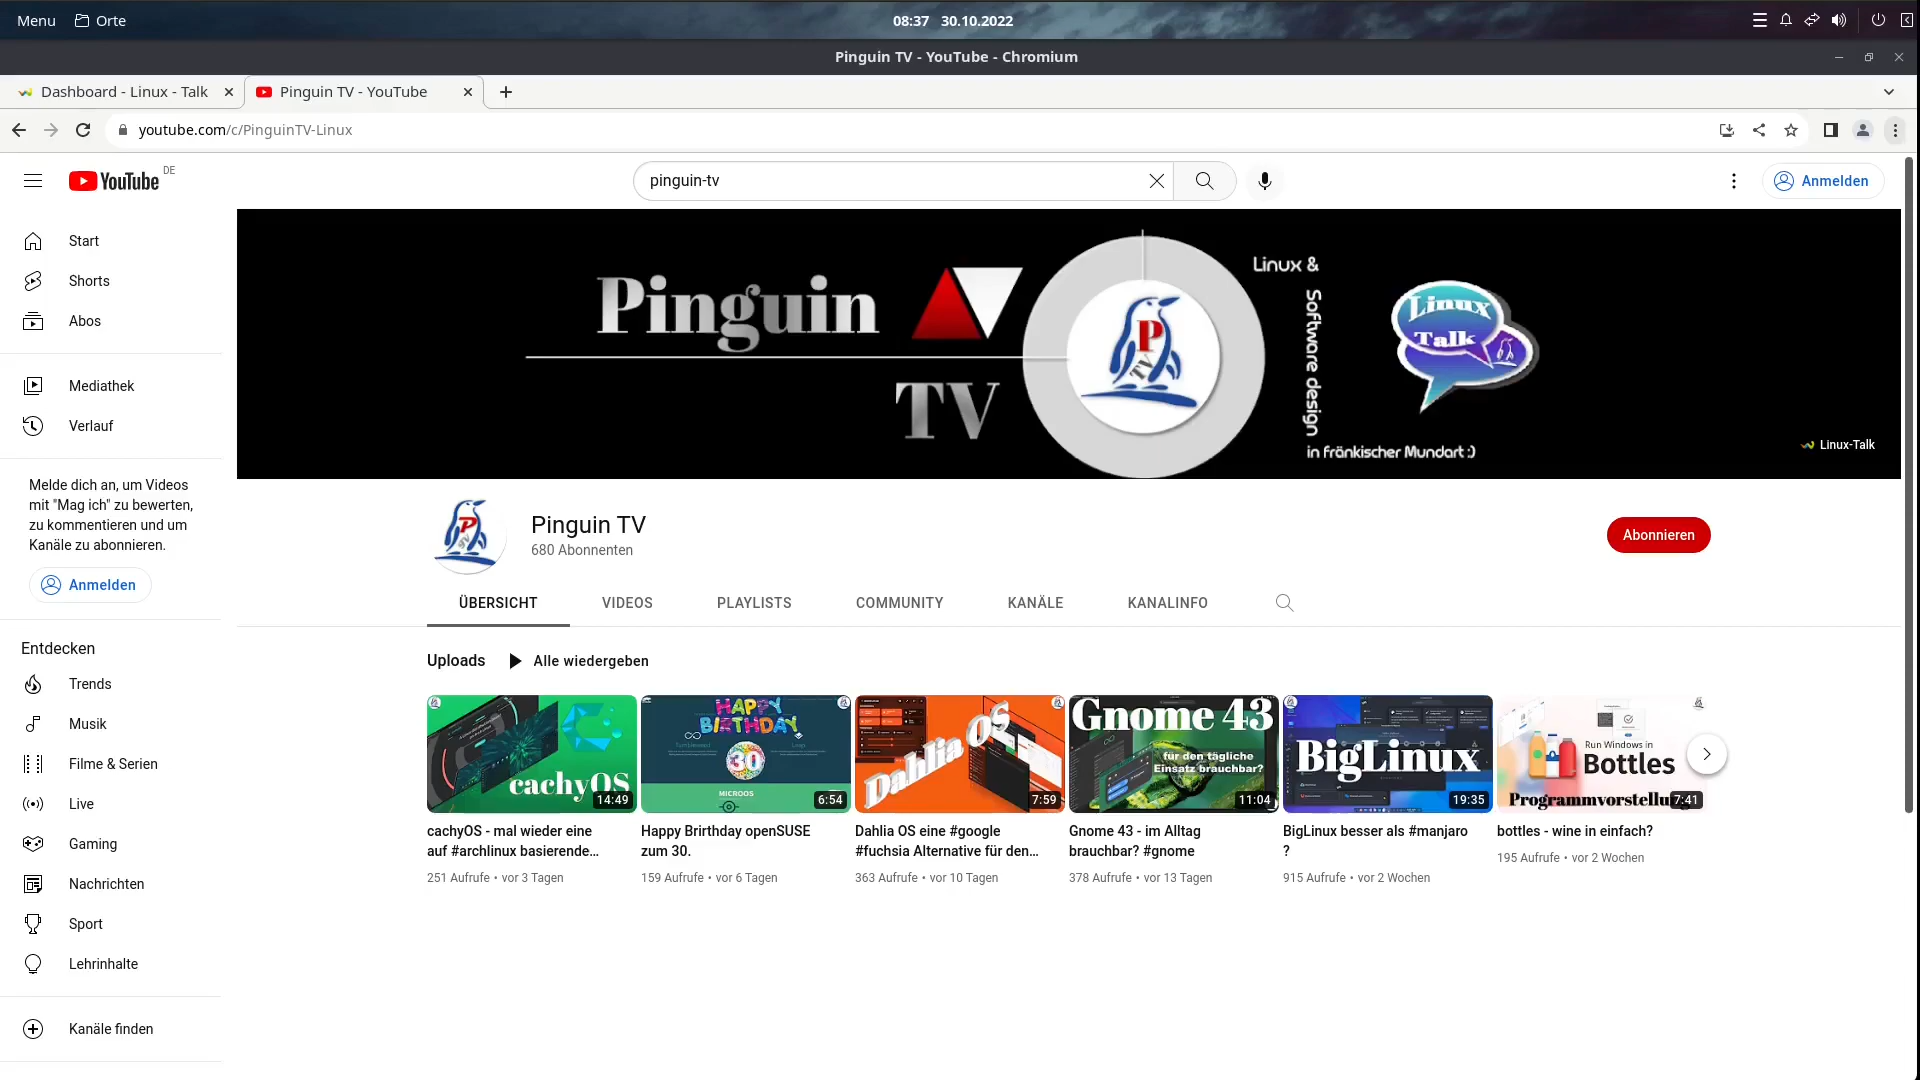 Menu Orte 08:37 30.10.2022
Pinguin TV - YouTube - Chromium
Dashboard - Linux - Talk Pinguin TV - YouTube
youtube.com/c/PinguinTV-Linux
YouTube DE pinguin-tv Anmelden
Start
Shorts
Abos
Mediathek
Verlauf
Melde dich an, um Videos
mit "Mag ich" zu bewerten,
zu kommentieren und um
Kanäle zu abonnieren.
Anmelden
Entdecken
Trends
Musik
Filme & Serien
Live
Gaming
Nachrichten
Sport
Lehrinhalte
Kanäle finden
Pinguin
TV
P
TV
Linux &
Software design
in fränkischer Mundart :)
Linux
Talk
Linux-Talk
Pinguin TV
680 Abonnenten
Abonnieren
ÜBERSICHT VIDEOS PLAYLISTS COMMUNITY KANÄLE KANALINFO
Uploads Alle wiedergeben
cachyOS
14:49
cachyOS - mal wieder eine
auf #archlinux basierende...
251 Aufrufe • vor 3 Tagen
HAPPY
BIRTHDAY
Tumbleweed Leap
30
MICROOS
6:54
Happy Brirthday openSUSE
zum 30.
159 Aufrufe • vor 6 Tagen
Dahlia OS
7:59
Dahlia OS eine #google
#fuchsia Alternative für den...
363 Aufrufe • vor 10 Tagen
Gnome 43
für den tägliche
Einsatz brauchbar?
11:04
Gnome 43 - im Alltag
brauchbar? #gnome
378 Aufrufe • vor 13 Tagen
BigLinux
19:35
BigLinux besser als #manjaro
?
915 Aufrufe • vor 2 Wochen
Run Windows in
Bottles
Programmvorstellung
7:41
bottles - wine in einfach?
195 Aufrufe • vor 2 Wochen